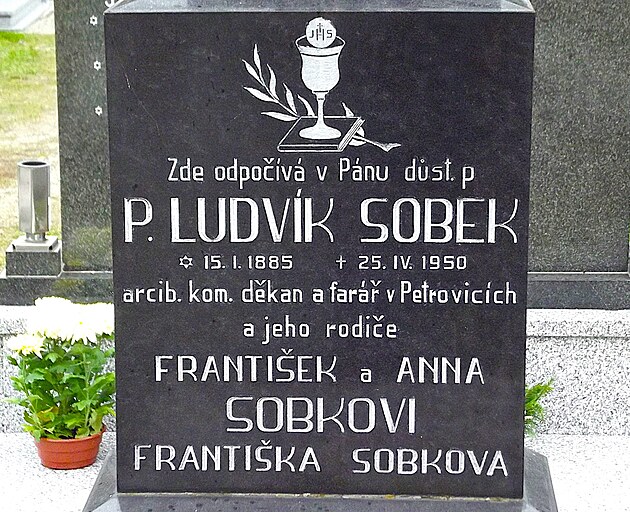 JHS
Zde odpočívá v Pánu důst. p
P. LUDVÍK SOBEK
✡ 15. I. 1885 + 25. IV. 1950
arcib. kom. děkan a farář v Petrovicích
a jeho rodiče
FRANTIŠEK a ANNA
SOBKOVI
FRANTIŠKA SOBKOVA